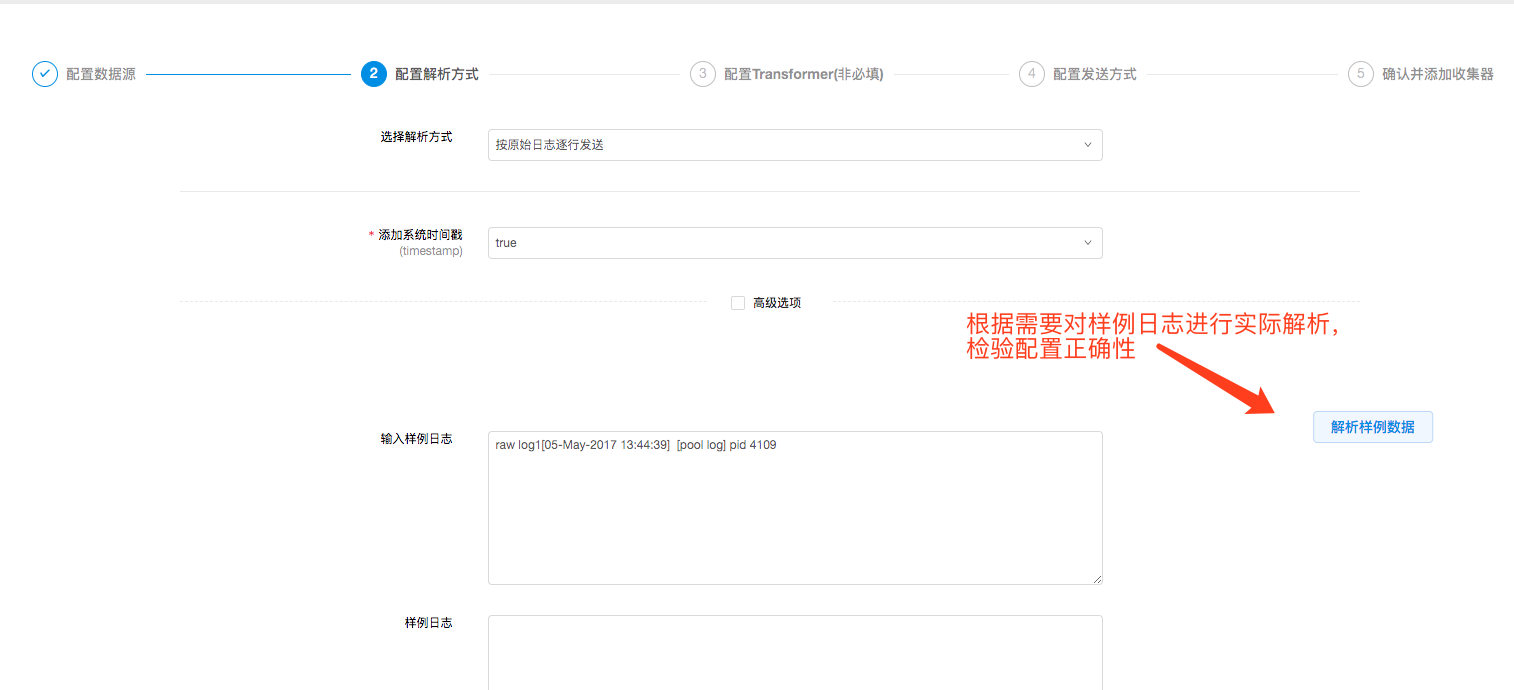 配置数据源
2 配置解析方式
3 配置Transformer(非必填)
4 配置发送方式
5 确认并添加收集器
选择解析方式
按原始日志逐行发送
* 添加系统时间戳
(timestamp)
true
高级选项
根据需要对样例日志进行实际解析,
检验配置正确性
解析样例数据
输入样例日志
raw log1[05-May-2017 13:44:39]  [pool log] pid 4109
样例日志